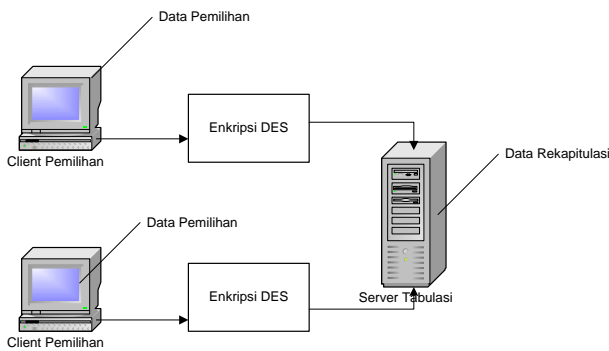 Data Pemilihan
Enkripsi DES
Client Pemilihan
Data Rekapitulasi
Data Pemilihan
Enkripsi DES
Server Tabulasi
Client Pemilihan